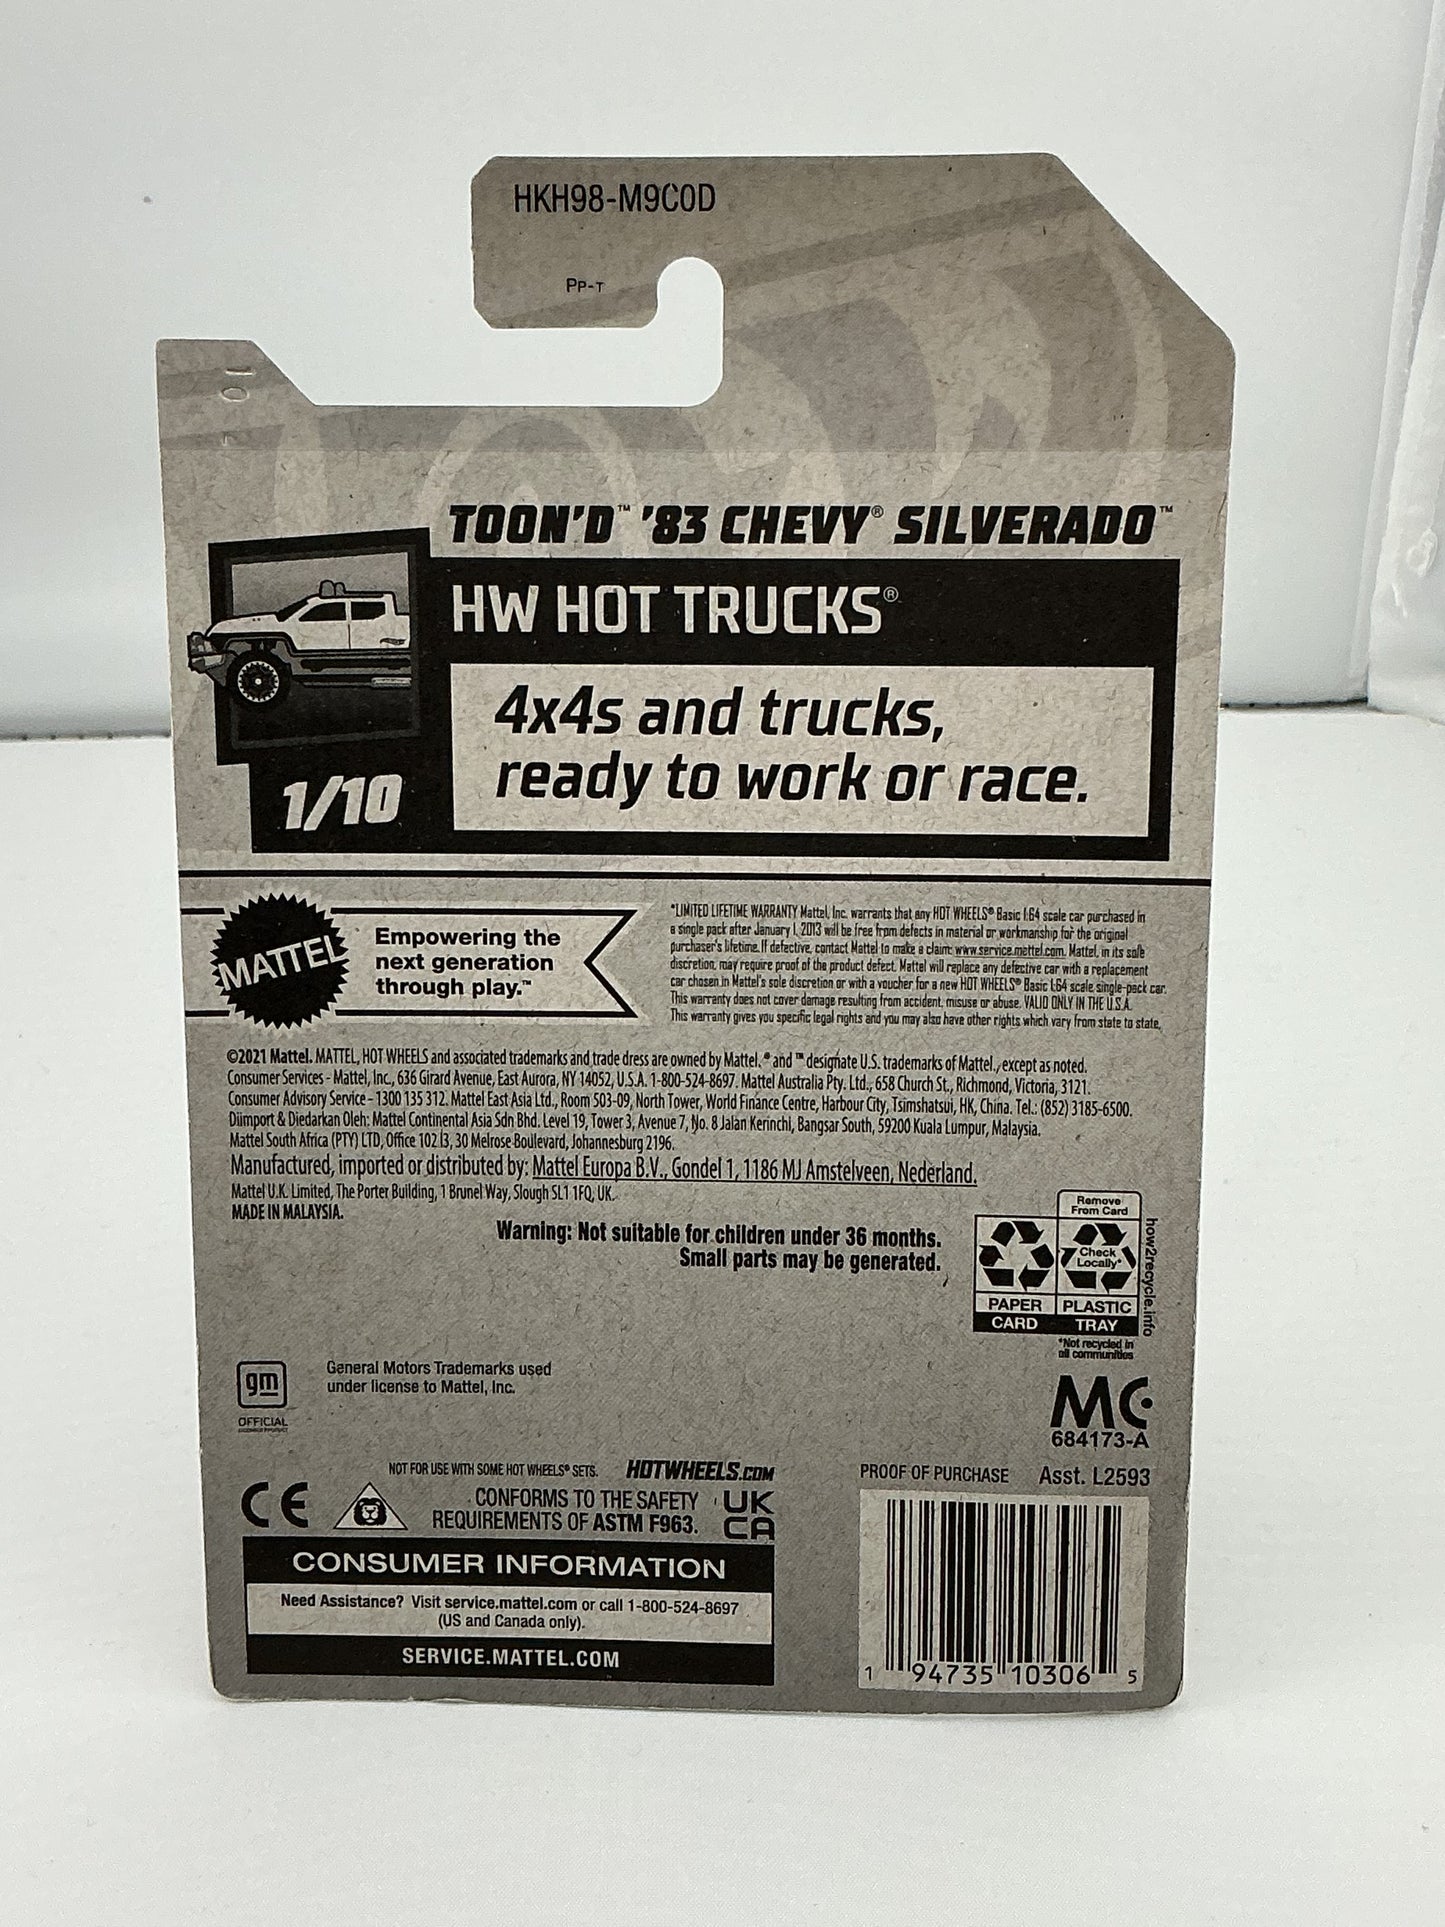 HKH98-M9C0D
PP-T
TOON'D™ '83 CHEVY® SILVERADO™
HW HOT TRUCKS®
4x4s and trucks,
ready to work or race.
1/10
MATTEL
Empowering the
next generation
through play.™
*LIMITED LIFETIME WARRANTY Mattel, Inc. warrants that any HOT WHEELS® Basic 1:64 scale car purchased in
a single pack after January 1, 2013 will be free from defects in material or workmanship for the original
purchaser's lifetime. If defective, contact Mattel to make a claim: www.service.mattel.com. Mattel, in its sole
discretion, may require proof of the product defect. Mattel will replace any defective car with a replacement
car chosen in Mattel's sole discretion or with a voucher for a new HOT WHEELS® Basic 1:64 scale single-pack car.
This warranty does not cover damage resulting from accident, misuse or abuse. VALID ONLY IN THE U.S.A.
This warranty gives you specific legal rights and you may also have other rights which vary from state to state.
©2021 Mattel. MATTEL, HOT WHEELS and associated trademarks and trade dress are owned by Mattel. ® and ™ designate U.S. trademarks of Mattel., except as noted.
Consumer Services - Mattel, Inc., 636 Girard Avenue, East Aurora, NY 14052, U.S.A. 1-800-524-8697. Mattel Australia Pty. Ltd., 658 Church St., Richmond, Victoria, 3121.
Consumer Advisory Service - 1300 135 312. Mattel East Asia Ltd., Room 503-09, North Tower, World Finance Centre, Harbour City, Tsimshatsui, HK, China. Tel.: (852) 3185-6500.
Diimport & Diedarkan Oleh: Mattel Continental Asia Sdn Bhd. Level 19, Tower 3, Avenue 7, No. 8 Jalan Kerinchi, Bangsar South, 59200 Kuala Lumpur, Malaysia.
Mattel South Africa (PTY) LTD, Office 102 I3, 30 Melrose Boulevard, Johannesburg 2196.
Manufactured, imported or distributed by: Mattel Europa B.V., Gondel 1, 1186 MJ Amstelveen, Nederland.
Mattel U.K. Limited, The Porter Building, 1 Brunel Way, Slough SL1 1FQ, UK.
MADE IN MALAYSIA.
Warning: Not suitable for children under 36 months.
Small parts may be generated.
Remove
From Card
Check
Locally*
PAPER
CARD
PLASTIC
TRAY
how2recycle.info
*Not recycled in
all communities
gm
OFFICIAL
General Motors Trademarks used
under license to Mattel, Inc.
MC
684173-A
NOT FOR USE WITH SOME HOT WHEELS® SETS.
HOTWHEELS.COM
CE
CONFORMS TO THE SAFETY
REQUIREMENTS OF ASTM F963.
UK
CA
PROOF OF PURCHASE
Asst. L2593
CONSUMER INFORMATION
Need Assistance? Visit service.mattel.com or call 1-800-524-8697
(US and Canada only).
SERVICE.MATTEL.COM
1 94735 10306 5